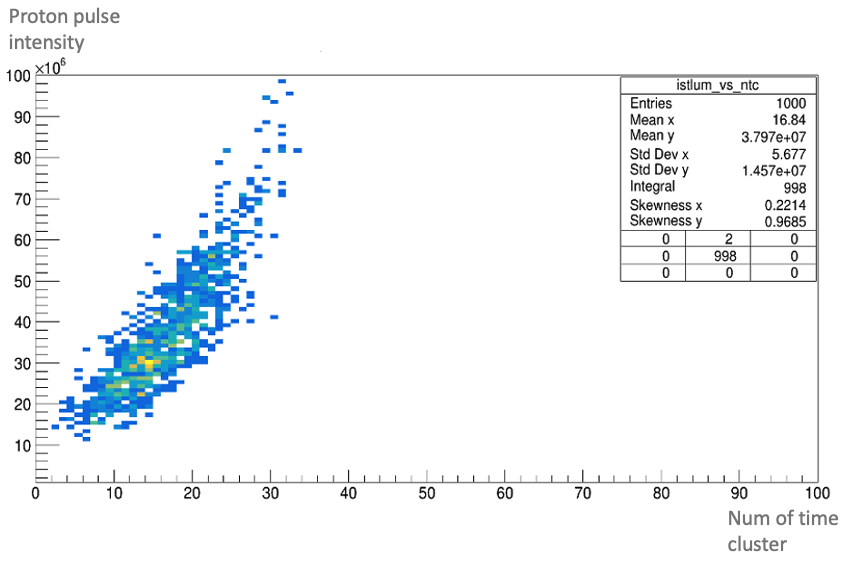 Proton pulse
intensity
×10⁶
100
90
80
70
60
50
40
30
20
10
0 10 20 30 40 50 60 70 80 90 100
Num of time
cluster
istlum_vs_ntc
Entries 1000
Mean x 16.84
Mean y 3.797e+07
Std Dev x 5.677
Std Dev y 1.457e+07
Integral 998
Skewness x 0.2214
Skewness y 0.9685
0 2 0
0 998 0
0 0 0